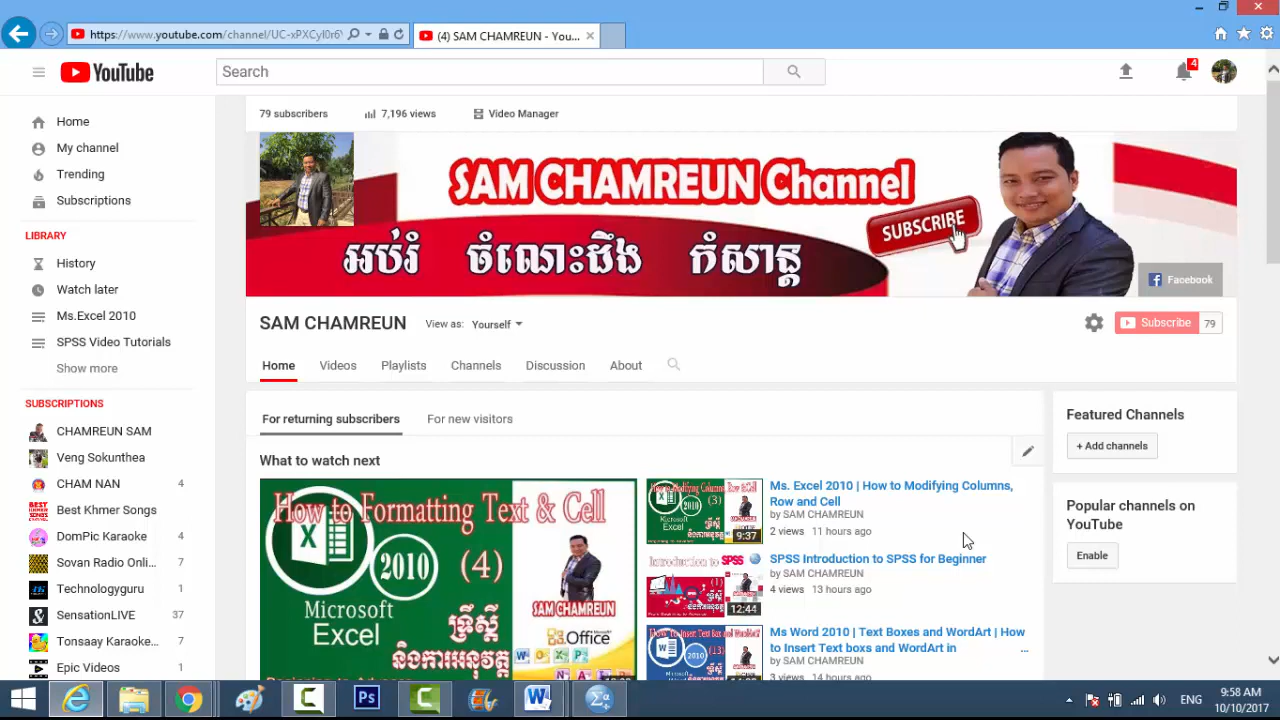 https://www.youtube.com/channel/UC-xPXCyI0r6
(4) SAM CHAMREUN - You...
YouTube
Search
4
Home
My channel
Trending
Subscriptions
LIBRARY
History
Watch later
Ms.Excel 2010
SPSS Video Tutorials
Show more
SUBSCRIPTIONS
CHAMREUN SAM
Veng Sokunthea
CHAM NAN 4
Best Khmer Songs
DomPic Karaoke 4
Sovan Radio Onli... 7
Technologyguru 1
SensationLIVE 37
Tonsaay Karaoke... 7
Epic Videos 1
79 subscribers
7,196 views
Video Manager
SAM CHAMREUN Channel
SUBSCRIBE
អប់រំ ចំណេះដឹង កំសាន្ត
Facebook
SAM CHAMREUN
View as: Yourself
Subscribe 79
Home Videos Playlists Channels Discussion About
For returning subscribers For new visitors
What to watch next
How to Formatting Text & Cell
2010
(4)
Microsoft
Excel
SAM CHAMREUN
Office
ទ្រឹស្តី
និងការអនុវត្ត
Ms. Excel 2010 | How to Modifying Columns,
Row and Cell
by SAM CHAMREUN
2 views 11 hours ago
9:37
SPSS Introduction to SPSS for Beginner
by SAM CHAMREUN
4 views 13 hours ago
12:44
Ms Word 2010 | Text Boxes and WordArt | How
to Insert Text boxs and WordArt in ...
by SAM CHAMREUN
3 views 14 hours ago
Featured Channels
+ Add channels
Popular channels on
YouTube
Enable
ENG
9:58 AM
10/10/2017